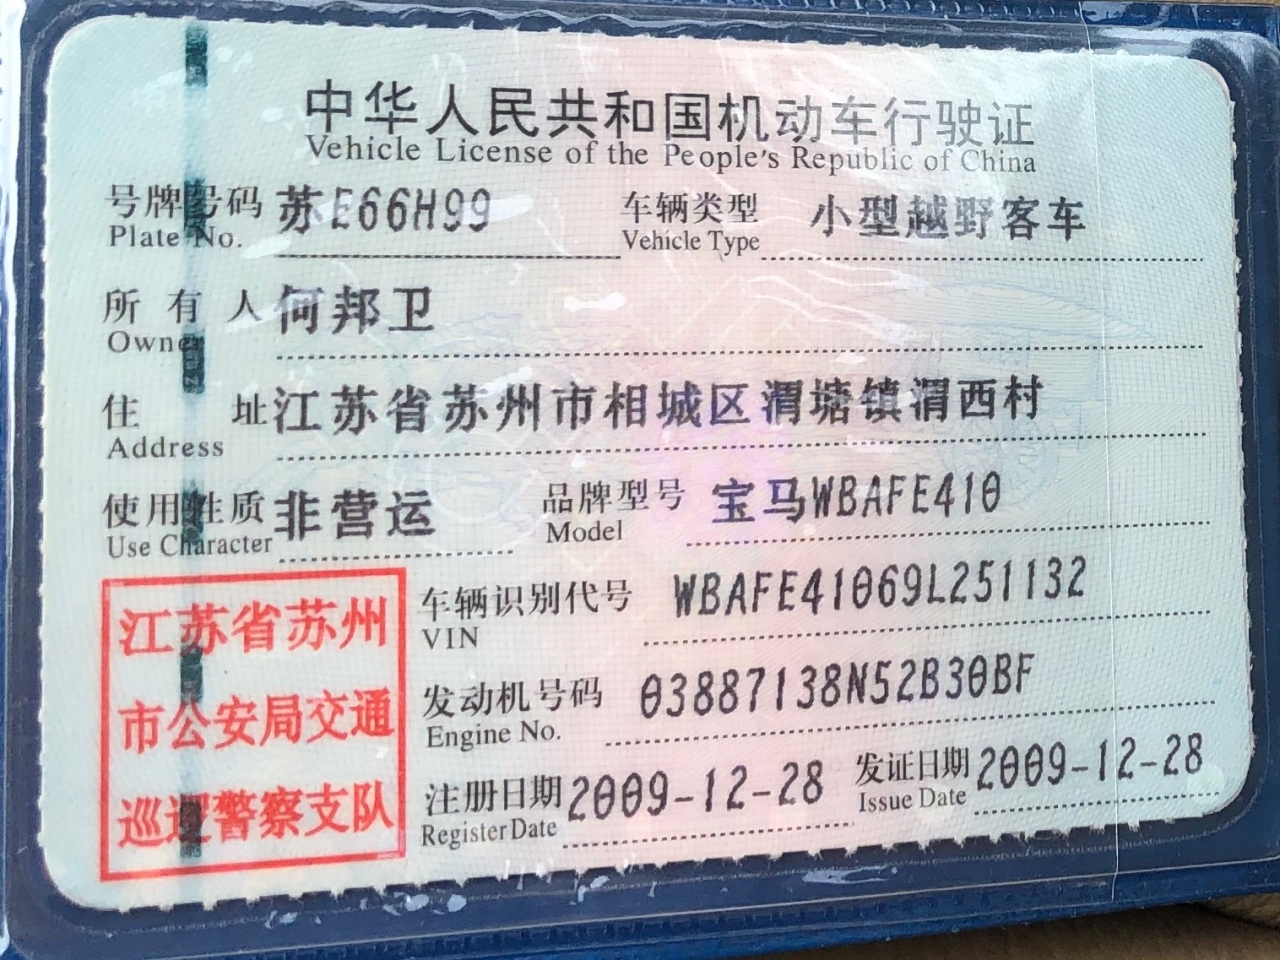 中华人民共和国机动车行驶证
Vehicle License of the People's Republic of China
号牌号码 苏E66H99 车辆类型 小型越野客车
Plate No. Vehicle Type
所有人 何邦卫
Owner
住址 江苏省苏州市相城区渭塘镇渭西村
Address
使用性质 非营运 品牌型号 宝马WBAFE410
Use Character Model
江苏省苏州
市公安局交通
巡逻警察支队
车辆识别代号 WBAFE41069L251132
VIN
发动机号码 03887138N52B30BF
Engine No.
注册日期 2009-12-28 发证日期 2009-12-28
Register Date Issue Date